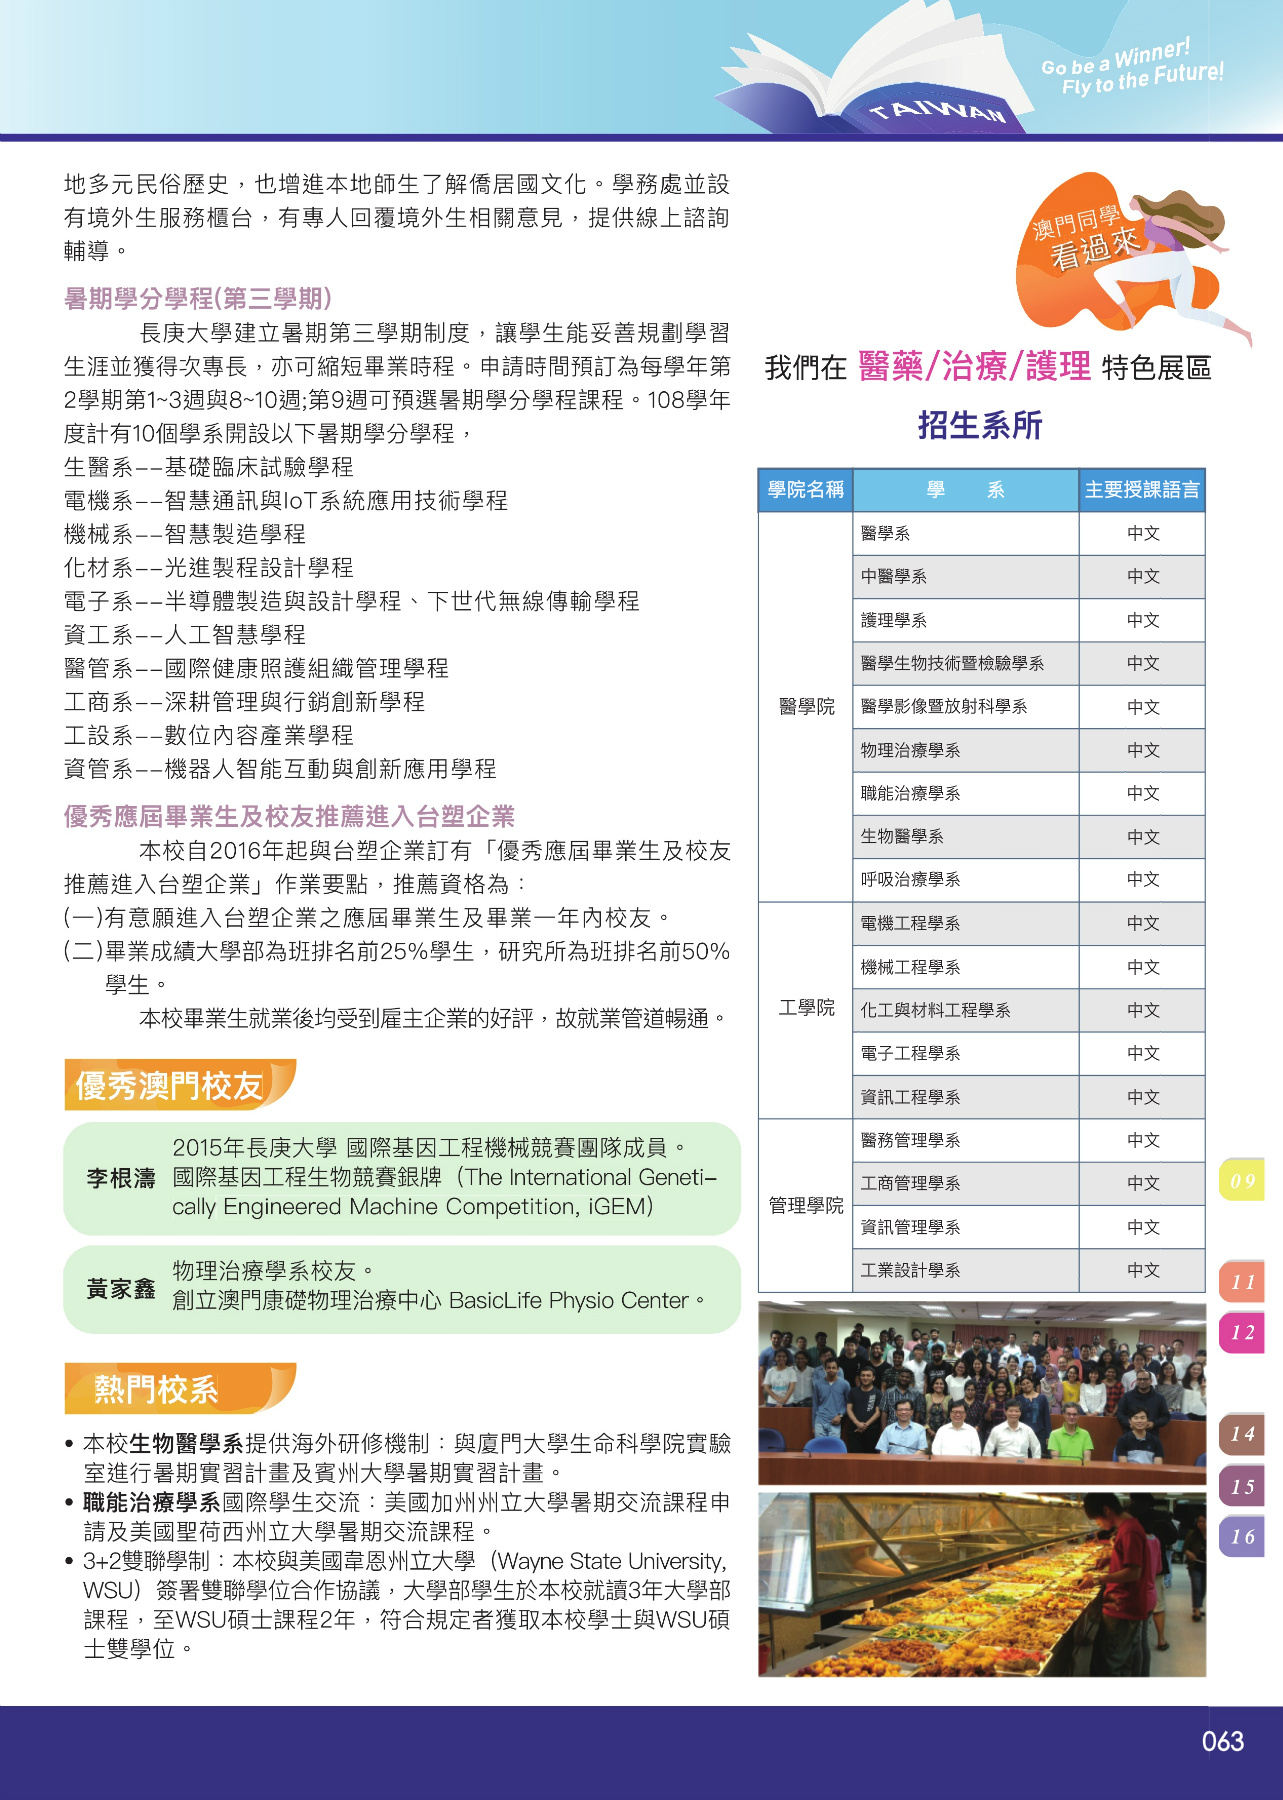 Go be a Winner!
Fly to the Future!
TAIWAN
地多元民俗歷史，也增進本地師生了解僑居國文化。學務處並設
有境外生服務櫃台，有專人回覆境外生相關意見，提供線上諮詢
輔導。
暑期學分學程(第三學期)
長庚大學建立暑期第三學期制度，讓學生能妥善規劃學習
生涯並獲得次專長，亦可縮短畢業時程。申請時間預訂為每學年第
2學期第1~3週與8~10週;第9週可預選暑期學分學程課程。108學年
度計有10個學系開設以下暑期學分學程，
生醫系––基礎臨床試驗學程
電機系––智慧通訊與IoT系統應用技術學程
機械系––智慧製造學程
化材系––光進製程設計學程
電子系––半導體製造與設計學程、下世代無線傳輸學程
資工系––人工智慧學程
醫管系––國際健康照護組織管理學程
工商系––深耕管理與行銷創新學程
工設系––數位內容產業學程
資管系––機器人智能互動與創新應用學程
優秀應屆畢業生及校友推薦進入台塑企業
本校自2016年起與台塑企業訂有「優秀應屆畢業生及校友
推薦進入台塑企業」作業要點，推薦資格為：
(一)有意願進入台塑企業之應屆畢業生及畢業一年內校友。
(二)畢業成績大學部為班排名前25%學生，研究所為班排名前50%
學生。
本校畢業生就業後均受到雇主企業的好評，故就業管道暢通。
優秀澳門校友
李根濤
2015年長庚大學 國際基因工程機械競賽團隊成員。
國際基因工程生物競賽銀牌（The International Geneti–
cally Engineered Machine Competition, iGEM）
黃家鑫
物理治療學系校友。
創立澳門康礎物理治療中心 BasicLife Physio Center。
熱門校系
• 本校生物醫學系提供海外研修機制：與廈門大學生命科學院實驗
室進行暑期實習計畫及賓州大學暑期實習計畫。
• 職能治療學系國際學生交流：美國加州州立大學暑期交流課程申
請及美國聖荷西州立大學暑期交流課程。
• 3+2雙聯學制：本校與美國韋恩州立大學（Wayne State University,
WSU）簽署雙聯學位合作協議，大學部學生於本校就讀3年大學部
課程，至WSU碩士課程2年，符合規定者獲取本校學士與WSU碩
士雙學位。
澳門同學
看過來
我們在 醫藥/治療/護理 特色展區
招生系所
學院名稱 學 系 主要授課語言
醫學院
醫學系 中文
中醫學系 中文
護理學系 中文
醫學生物技術暨檢驗學系 中文
醫學影像暨放射科學系 中文
物理治療學系 中文
職能治療學系 中文
生物醫學系 中文
呼吸治療學系 中文
工學院
電機工程學系 中文
機械工程學系 中文
化工與材料工程學系 中文
電子工程學系 中文
資訊工程學系 中文
管理學院
醫務管理學系 中文
工商管理學系 中文
資訊管理學系 中文
工業設計學系 中文
09
11
12
14
15
16
063